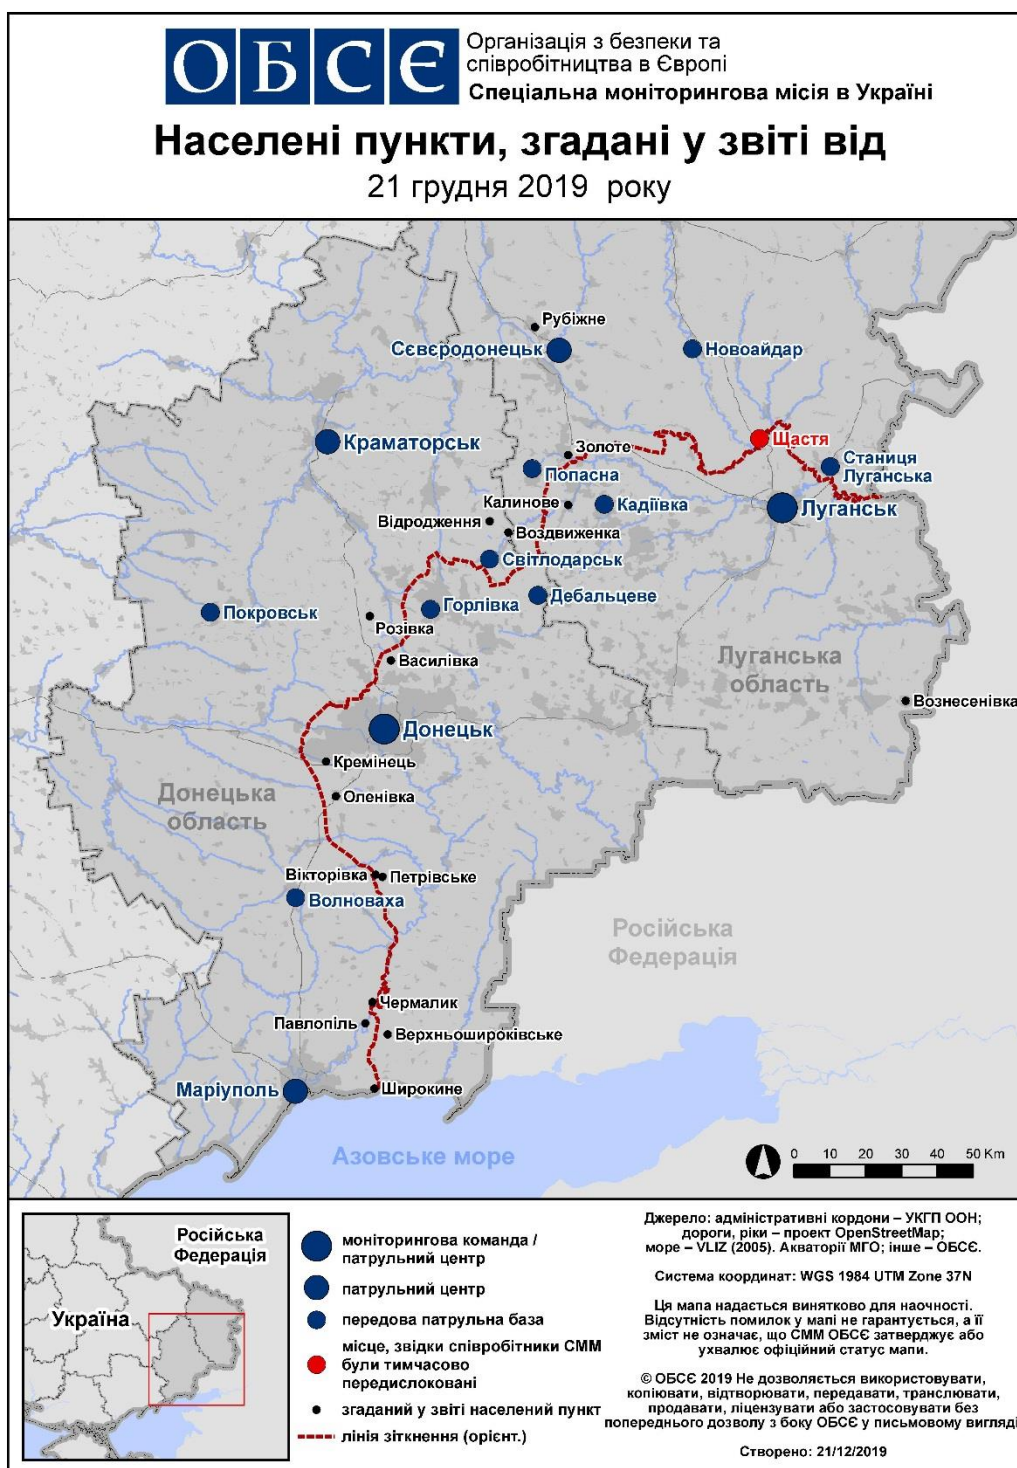 ОБСЄ
Організація з безпеки та
співробітництва в Європі
Спеціальна моніторингова місія в Україні
Населені пункти, згадані у звіті від
21 грудня 2019 року
Рубіжне
Сєвєродонецьк
Новоайдар
Щастя
Краматорськ
Золоте
Станиця
Луганська
Попасна
Калинове
Кадіївка
Луганськ
Відродження
Воздвиженка
Світлодарськ
Дебальцеве
Горлівка
Покровськ
Розівка
Василівка
Луганська
область
Вознесенівка
Донецьк
Кремінець
Донецька
область
Оленівка
Вікторівка
Петрівське
Волноваха
Російська
Федерація
Чермалик
Павлопіль
Верхньошироківське
Маріуполь
Широкине
Азовське море
0 10 20 30 40 50 Km
Російська
Федерація
Україна
моніторингова команда /
патрульний центр
патрульний центр
передова патрульна база
місце, звідки співробітники СММ
були тимчасово
передислоковані
згаданий у звіті населений пункт
лінія зіткнення (орієнт.)
Джерело: адміністративні кордони – УКГП ООН;
дороги, ріки – проект OpenStreetMap;
море – VLIZ (2005). Акваторії МГО; інше – ОБСЄ.
Система координат: WGS 1984 UTM Zone 37N
Ця мапа надається винятково для наочності.
Відсутність помилок у мапі не гарантується, а її
зміст не означає, що СММ ОБСЄ затверджує або
ухвалює офіційний статус мапи.
© ОБСЄ 2019 Не дозволяється використовувати,
копіювати, відтворювати, передавати, транслювати,
продавати, ліцензувати або застосовувати без
попереднього дозволу з боку ОБСЄ у письмовому вигляді
Створено: 21/12/2019